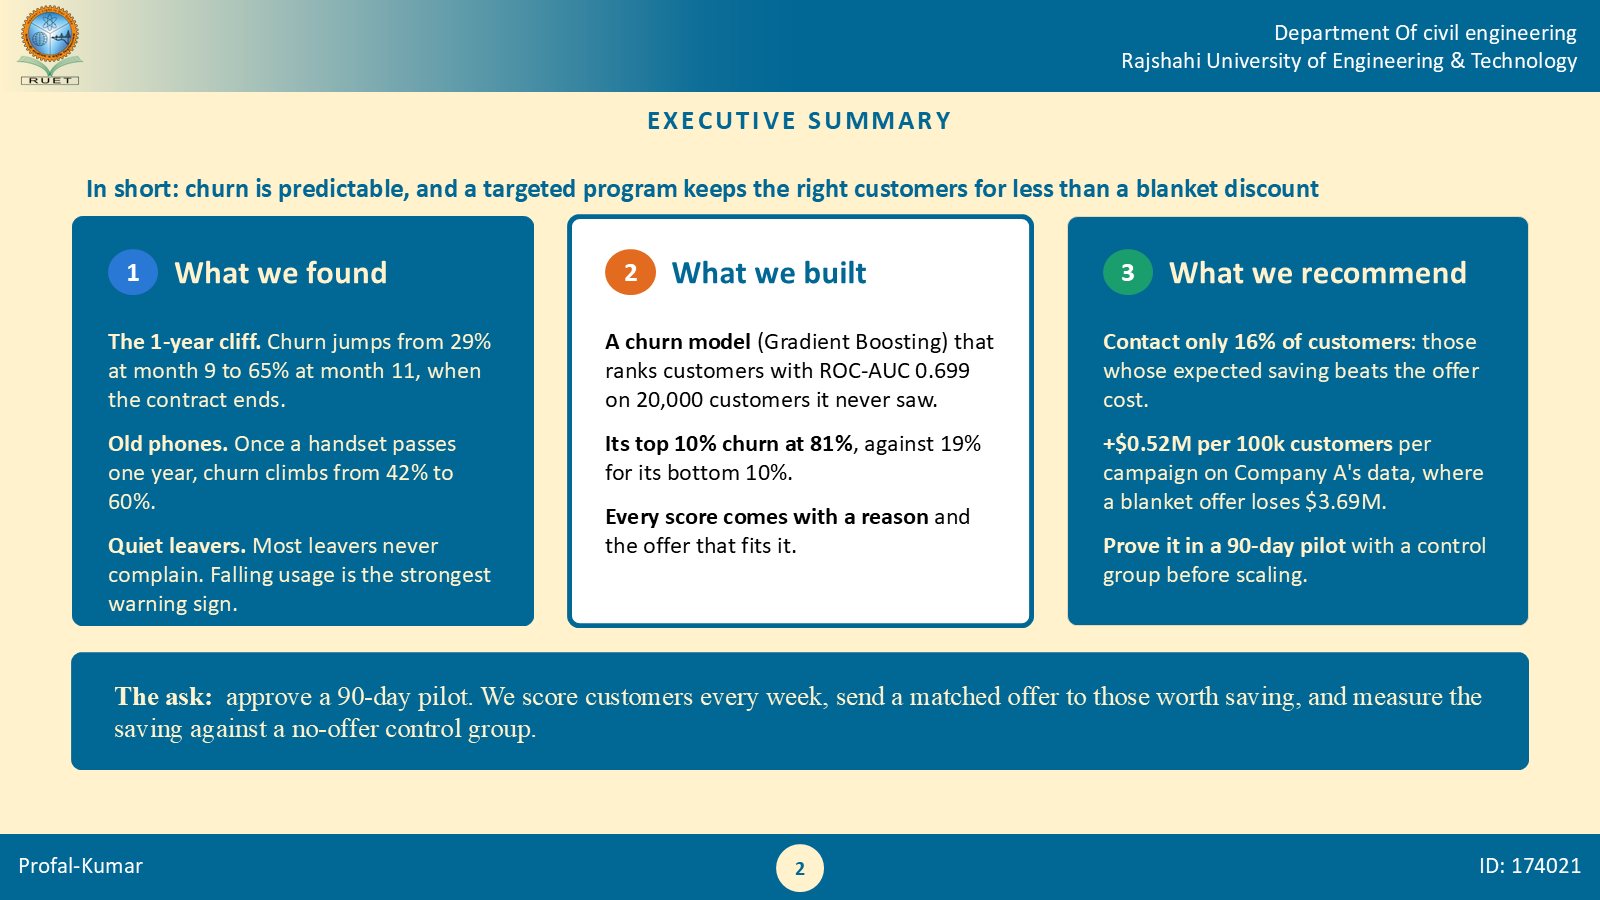 RUET
Department Of civil engineering
Rajshahi University of Engineering & Technology
EXECUTIVE SUMMARY
In short: churn is predictable, and a targeted program keeps the right customers for less than a blanket discount
1 What we found
The 1-year cliff. Churn jumps from 29%
at month 9 to 65% at month 11, when
the contract ends.
Old phones. Once a handset passes
one year, churn climbs from 42% to
60%.
Quiet leavers. Most leavers never
complain. Falling usage is the strongest
warning sign.
2 What we built
A churn model (Gradient Boosting) that
ranks customers with ROC-AUC 0.699
on 20,000 customers it never saw.
Its top 10% churn at 81%, against 19%
for its bottom 10%.
Every score comes with a reason and
the offer that fits it.
3 What we recommend
Contact only 16% of customers: those
whose expected saving beats the offer
cost.
+$0.52M per 100k customers per
campaign on Company A's data, where
a blanket offer loses $3.69M.
Prove it in a 90-day pilot with a control
group before scaling.
The ask: approve a 90-day pilot. We score customers every week, send a matched offer to those worth saving, and measure the
saving against a no-offer control group.
Profal-Kumar
2
ID: 174021